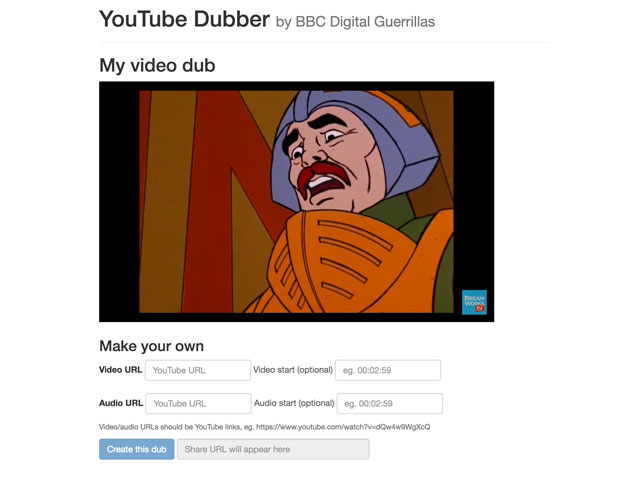 YouTube Dubber by BBC Digital Guerrillas
My video dub
DREAM
WORKS
TV
Make your own
Video URL YouTube URL Video start (optional) eg. 00:02:59
Audio URL YouTube URL Audio start (optional) eg. 00:02:59
Video/audio URLs should be YouTube links, eg. https://www.youtube.com/watch?v=dQw4w9WgXcQ
Create this dub Share URL will appear here